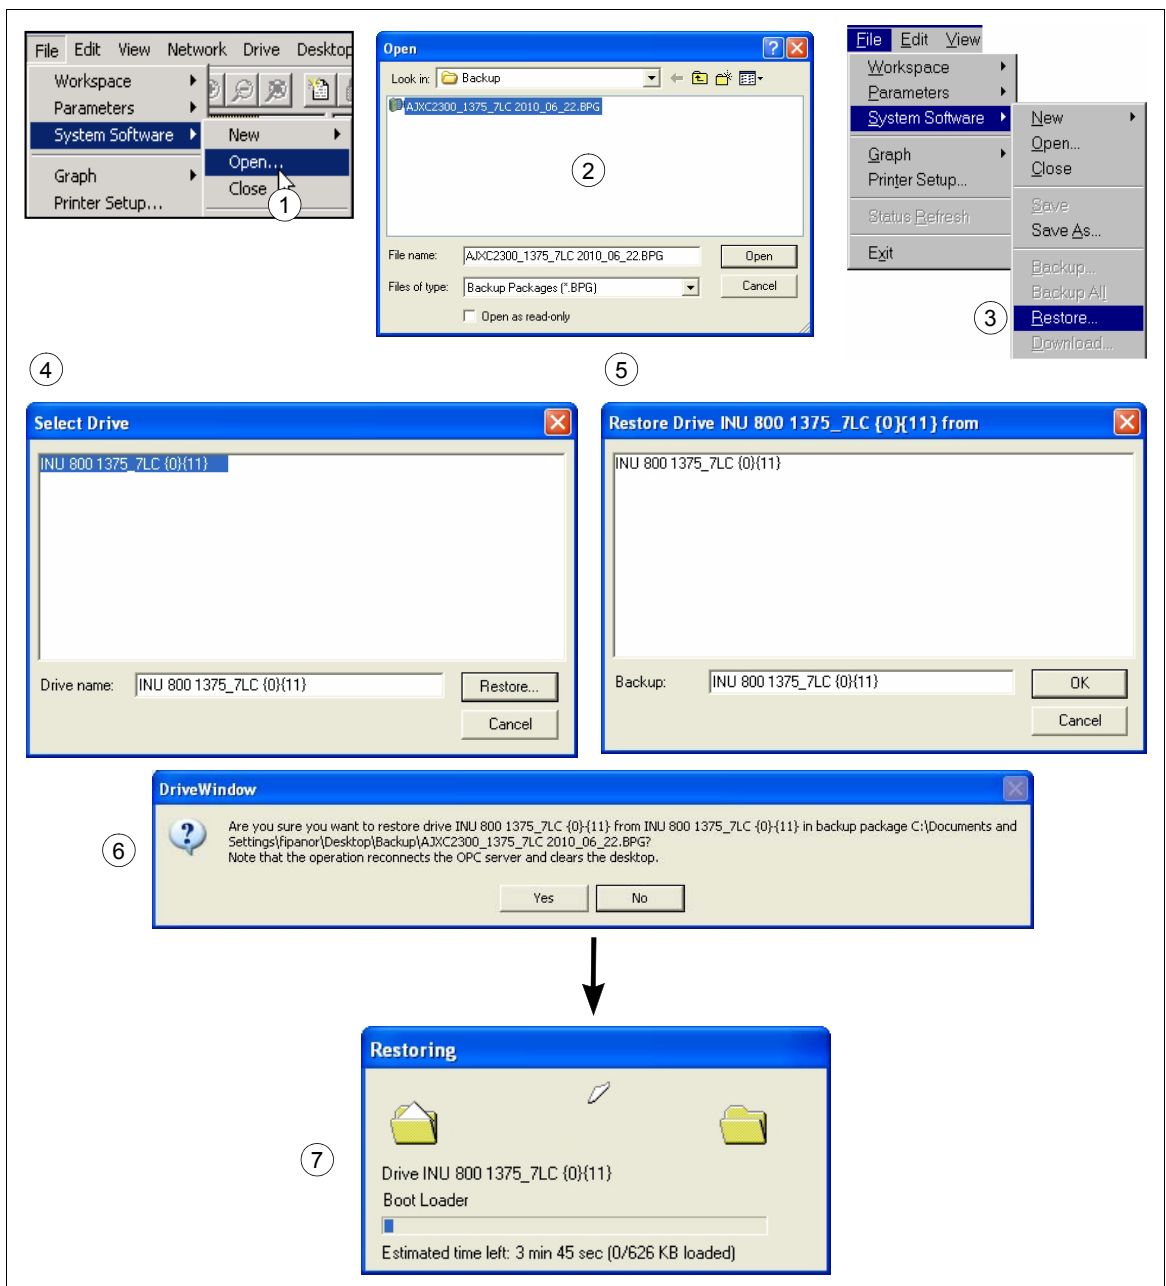 File Edit View Network Drive Desktop
Workspace
Parameters
System Software
New
Open...
Close
Graph
Printer Setup...
1
Open
Look in: Backup
AJXC2300_1375_7LC 2010_06_22.BPG
2
File name: AJXC2300_1375_7LC 2010_06_22.BPG Open
Files of type: Backup Packages (*.BPG) Cancel
Open as read-only
File Edit View
Workspace
Parameters
System Software
Graph
Printer Setup...
Status Refresh
Exit
New
Open...
Close
Save
Save As...
Backup...
Backup All
Restore...
Download...
3
4
Select Drive
INU 800 1375_7LC {0}{11}
Drive name: INU 800 1375_7LC {0}{11} Restore...
Cancel
5
Restore Drive INU 800 1375_7LC {0}{11} from
INU 800 1375_7LC {0}{11}
Backup: INU 800 1375_7LC {0}{11} OK
Cancel
6
DriveWindow
Are you sure you want to restore drive INU 800 1375_7LC {0}{11} from INU 800 1375_7LC {0}{11} in backup package C:\Documents and
Settings\fipanor\Desktop\Backup\AJXC2300_1375_7LC 2010_06_22.BPG?
Note that the operation reconnects the OPC server and clears the desktop.
Yes No
7
Restoring
Drive INU 800 1375_7LC {0}{11}
Boot Loader
Estimated time left: 3 min 45 sec (0/626 KB loaded)